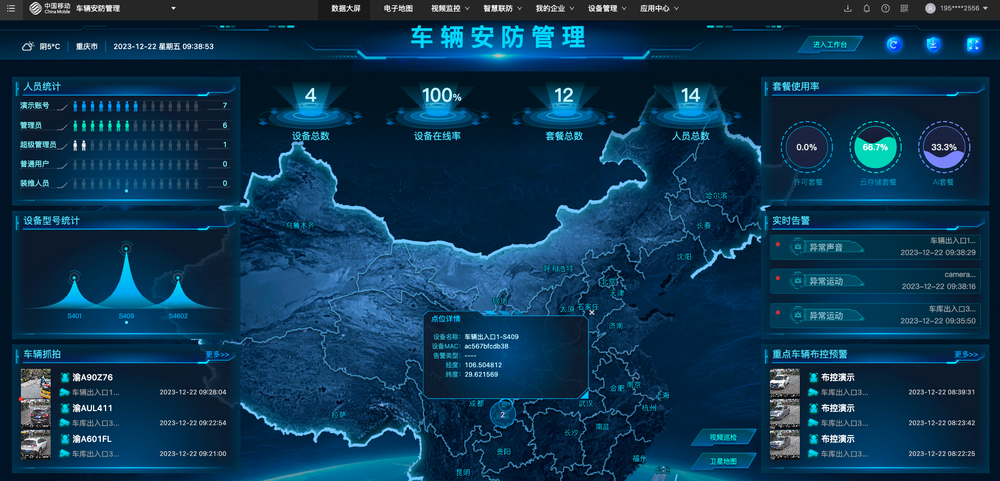 中国移动
China Mobile
车辆安防管理
数据大屏
电子地图
视频监控
智慧联防
我的企业
设备管理
应用中心
195****2556
阴5°C
重庆市
2023-12-22 星期五 09:38:53
车辆安防管理
进入工作台
人员统计
演示账号 7
管理员 6
超级管理员 1
普通用户 0
装维人员 0
设备型号统计
S401
S409
S4602
车辆抓拍
更多>>
渝A90Z76
车辆出入口1... 2023-12-22 09:28:04
渝AUL411
车库出入口3... 2023-12-22 09:22:54
渝A601FL
车库出入口3... 2023-12-22 09:21:00
4
设备总数
100%
设备在线率
12
套餐总数
14
人员总数
哈尔滨
乌鲁木齐
长春
沈阳
呼和浩特
北京
天津
银川
太原
石家庄
济南
点位详情
设备名称: 车辆出入口1-S409
设备MAC: ac567bfcdb38
告警类型: ----
经度: 106.504812
纬度: 29.621569
西安
郑州
合肥
南京
上海
成都
武汉
杭州
拉萨
2
南昌
长沙
贵阳
福州
昆明
台北
视频巡检
卫星地图
套餐使用率
0.0%
66.7%
33.3%
许可套餐
云存储套餐
AI套餐
实时告警
异常声音
车辆出入口1...
2023-12-22 09:38:29
异常运动
camera...
2023-12-22 09:38:16
异常运动
车库出入口3...
2023-12-22 09:35:50
重点车辆布控预警
更多>>
布控演示
车库出入口3... 2023-12-22 08:39:31
布控演示
车库出入口3... 2023-12-22 08:23:42
布控演示
车库出入口3... 2023-12-22 08:22:25